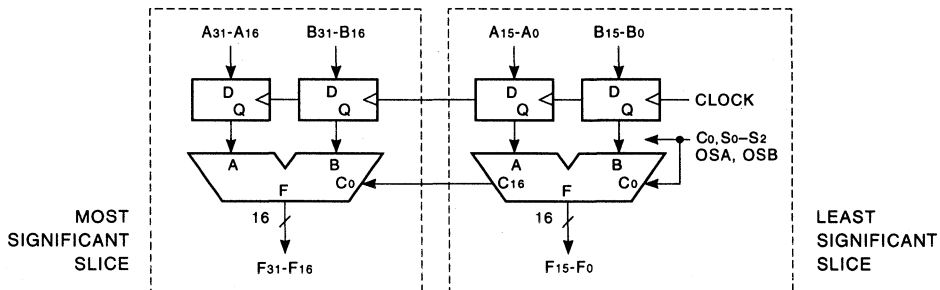 A31-A16 B31-B16 A15-A0 B15-B0
D D D D
Q Q Q Q
CLOCK
C0, S0-S2
OSA, OSB
A B A B
C0 C16 C0
F F
16 16
MOST
SIGNIFICANT
SLICE
LEAST
SIGNIFICANT
SLICE
F31-F16 F15-F0